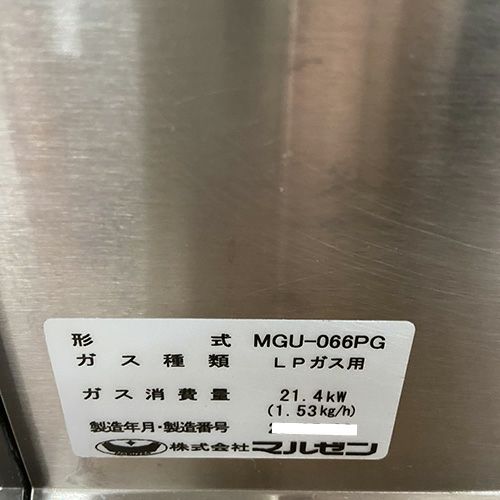 形式 MGU-066PG
ガス種類 LPガス用
ガス消費量 21.4kW
(1.53kg/h)
製造年月・製造番号
株式会社マルゼン